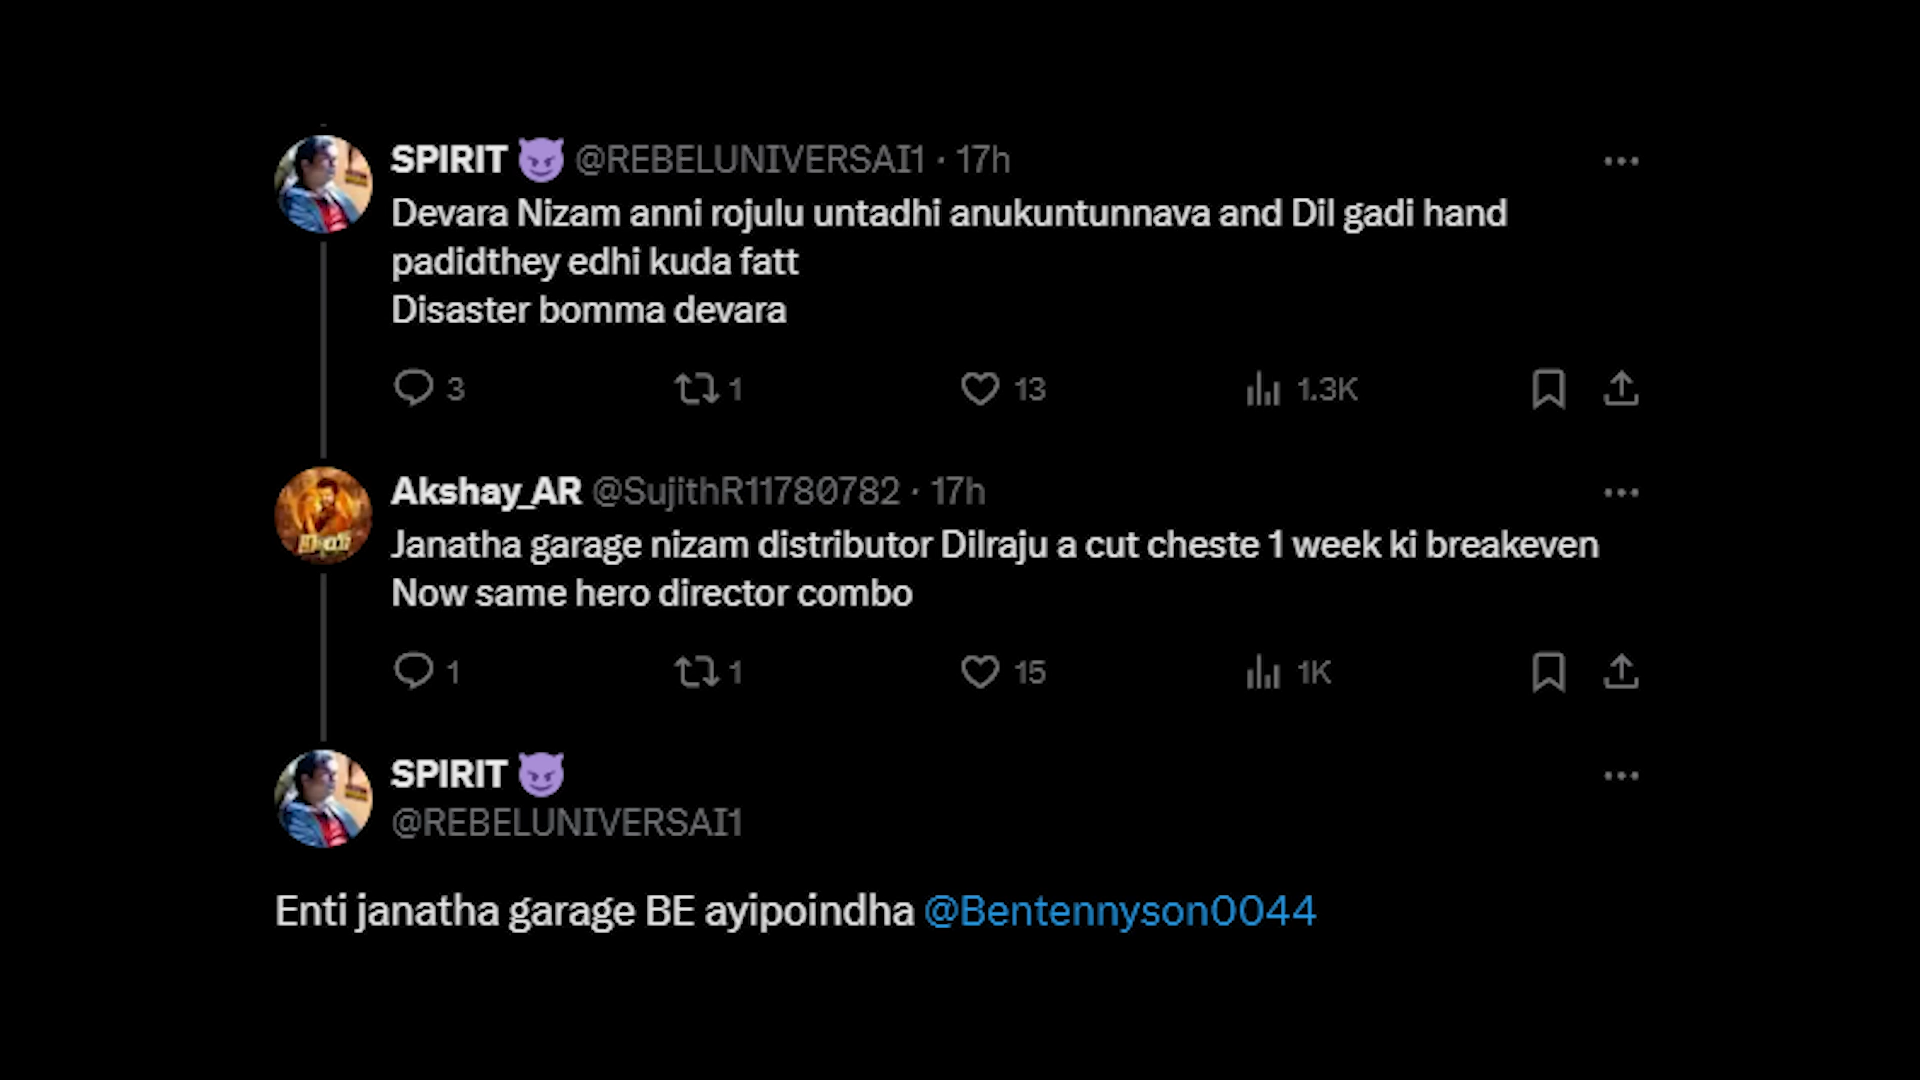 SPIRIT 😈 @REBELUNIVERSAI1 · 17h
Devara Nizam anni rojulu untadhi anukuntunnava and Dil gadi hand
padidthey edhi kuda fatt
Disaster bomma devara
3 1 13 1.3K
Akshay_AR @SujithR11780782 · 17h
Janatha garage nizam distributor Dilraju a cut cheste 1 week ki breakeven
Now same hero director combo
1 1 15 1K
SPIRIT 😈
@REBELUNIVERSAI1
Enti janatha garage BE ayipoindha @Bentennyson0044